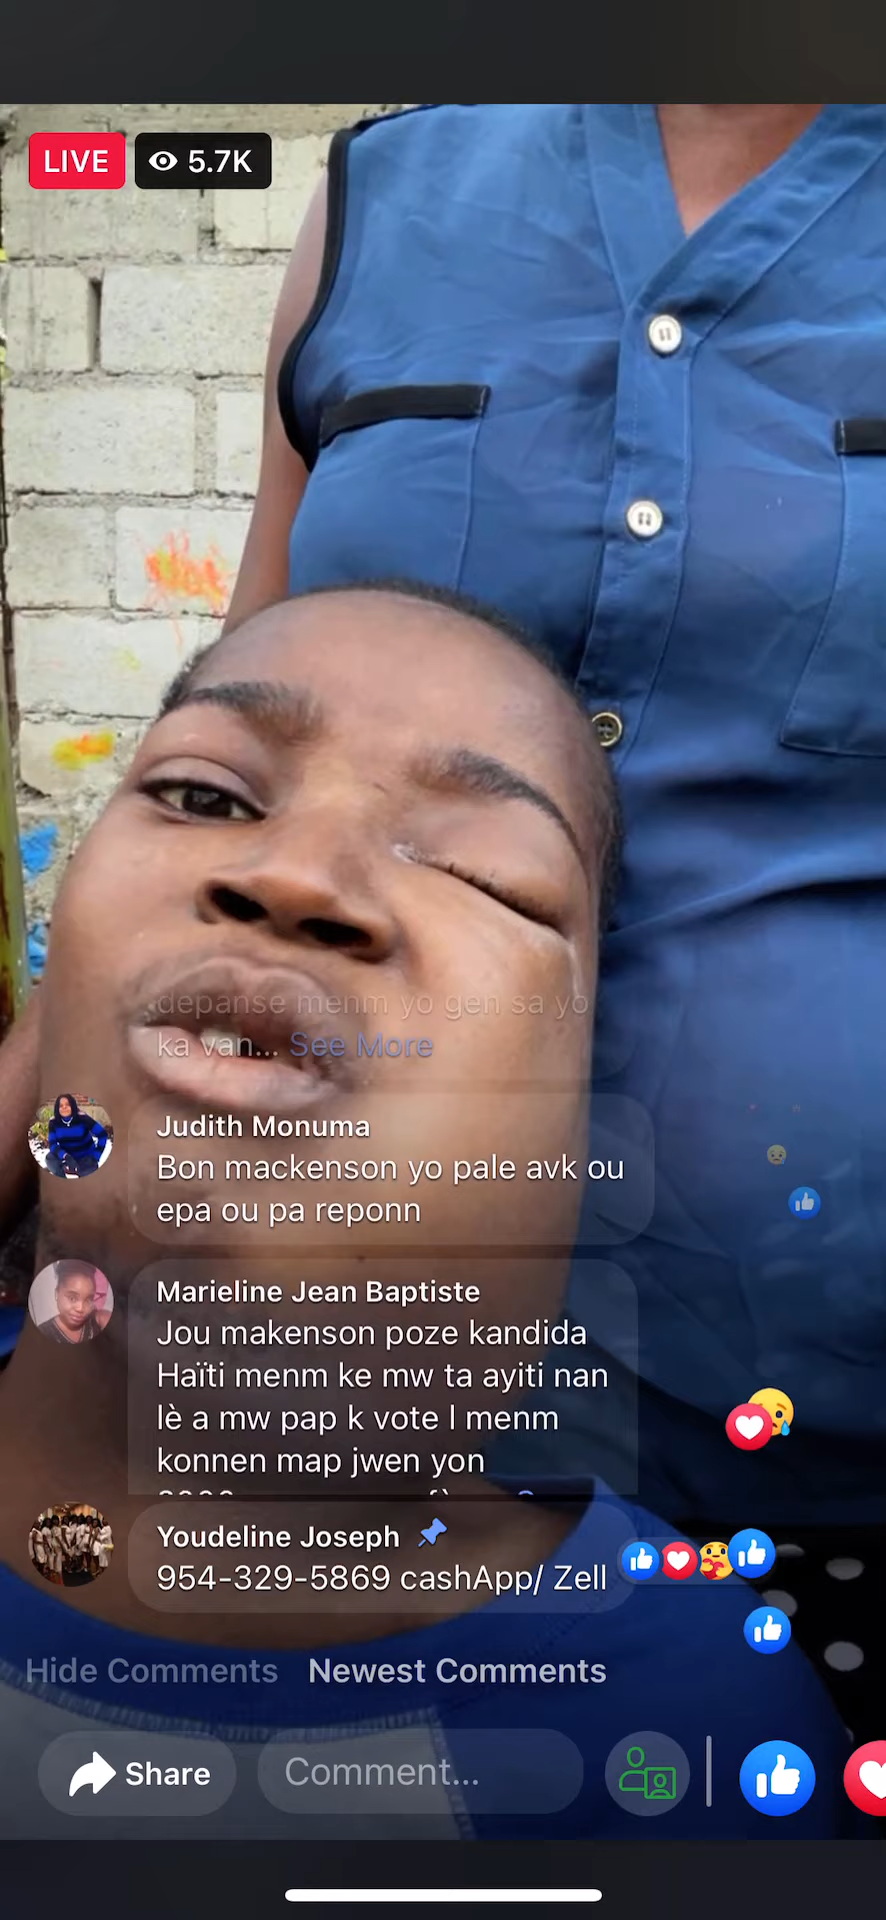 LIVE
5.7K
depanse menm yo gen sa yo
ka van... See More
Judith Monuma
Bon mackenson yo pale avk ou
epa ou pa reponn
Marieline Jean Baptiste
Jou makenson poze kandida
Haïti menm ke mw ta ayiti nan
lè a mw pap k vote l menm
konnen map jwen yon
Youdeline Joseph
954-329-5869 cashApp/ Zell
Hide Comments Newest Comments
Share
Comment...